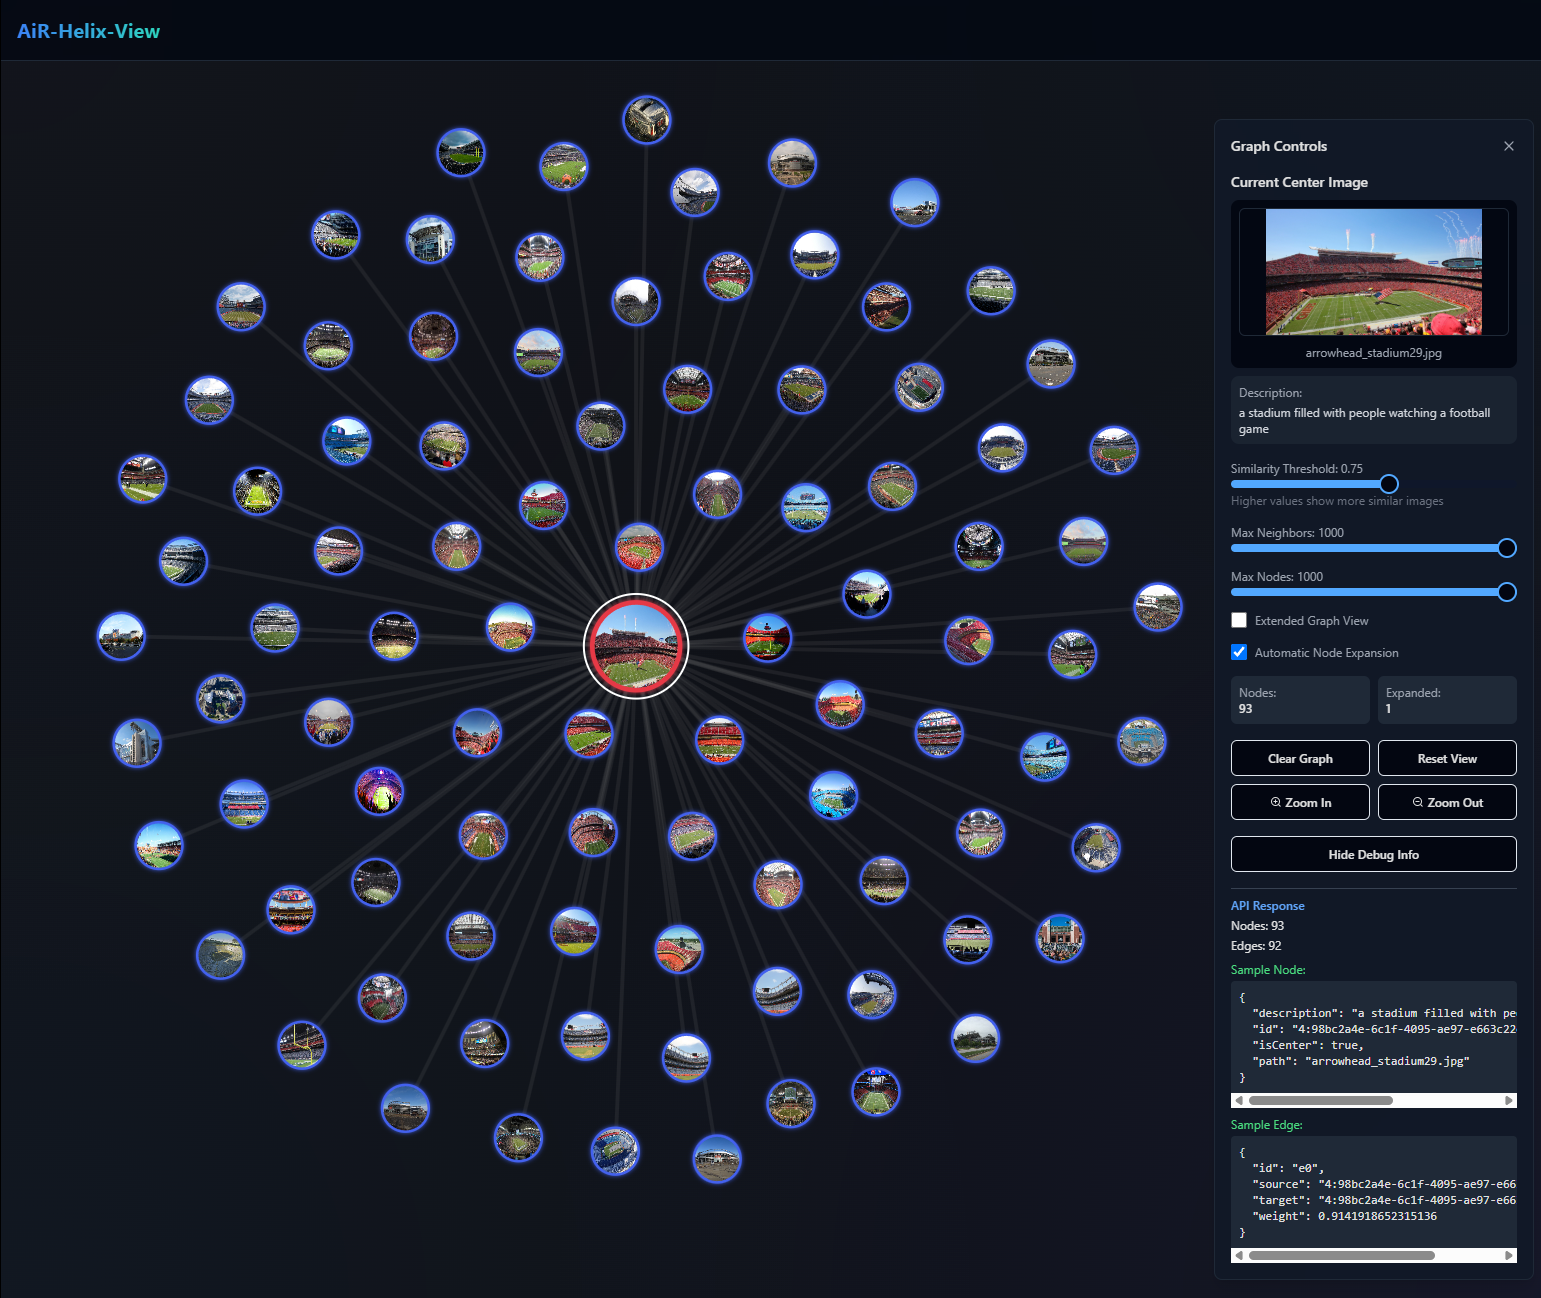 AiR-Helix-View
Graph Controls
Current Center Image
arrowhead_stadium29.jpg
Description:
a stadium filled with people watching a football
game
Similarity Threshold: 0.75
Higher values show more similar images
Max Neighbors: 1000
Max Nodes: 1000
Extended Graph View
Automatic Node Expansion
Nodes:
93
Expanded:
1
Clear Graph
Reset View
Zoom In
Zoom Out
Hide Debug Info
API Response
Nodes: 93
Edges: 92
Sample Node:
{
"description": "a stadium filled with pe
"id": "4:98bc2a4e-6c1f-4095-ae97-e663c22
"isCenter": true,
"path": "arrowhead_stadium29.jpg"
}
Sample Edge:
{
"id": "e0",
"source": "4:98bc2a4e-6c1f-4095-ae97-e66
"target": "4:98bc2a4e-6c1f-4095-ae97-e66
"weight": 0.9141918652315136
}